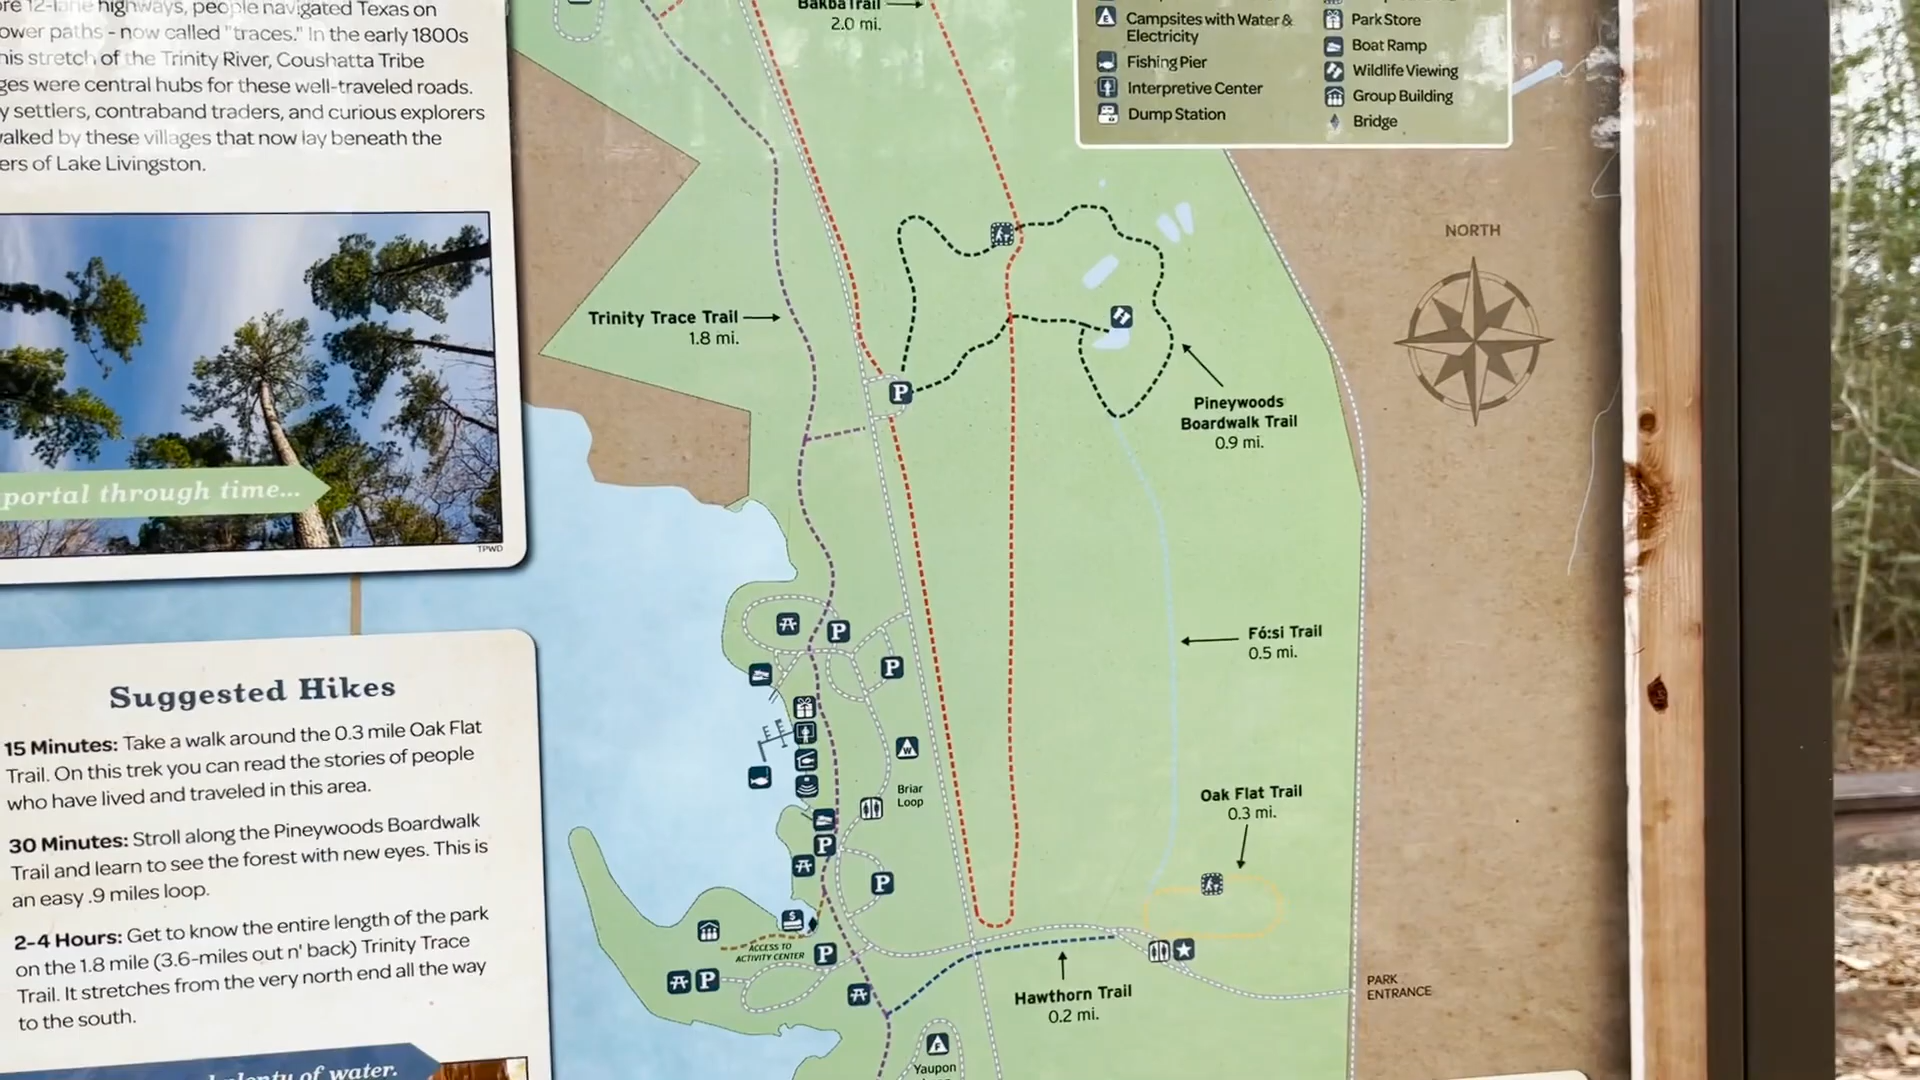 12-lane highways, people navigated Texas on
paths - now called "traces." In the early 1800s
stretch of the Trinity River, Coushatta Tribe
were central hubs for these well-traveled roads.
settlers, contraband traders, and curious explorers
by these villages that now lay beneath the
of Lake Livingston.
portal through time...
TPWD
Suggested Hikes
15 Minutes: Take a walk around the 0.3 mile Oak Flat
Trail. On this trek you can read the stories of people
who have lived and traveled in this area.
30 Minutes: Stroll along the Pineywoods Boardwalk
Trail and learn to see the forest with new eyes. This is
an easy .9 miles loop.
2-4 Hours: Get to know the entire length of the park
on the 1.8 mile (3.6-miles out n' back) Trinity Trace
Trail. It stretches from the very north end all the way
to the south.
plenty of water.
Bakba Trail
2.0 mi.
Campsites with Water &
Electricity
Fishing Pier
Interpretive Center
Dump Station
Park Store
Boat Ramp
Wildlife Viewing
Group Building
Bridge
NORTH
Trinity Trace Trail
1.8 mi.
P
Pineywoods
Boardwalk Trail
0.9 mi.
Fó:si Trail
0.5 mi.
P
P
W
Briar
Loop
Oak Flat Trail
0.3 mi.
P
P
$
ACCESS TO
ACTIVITY CENTER
P
P
Hawthorn Trail
0.2 mi.
PARK
ENTRANCE
F
Yaupon